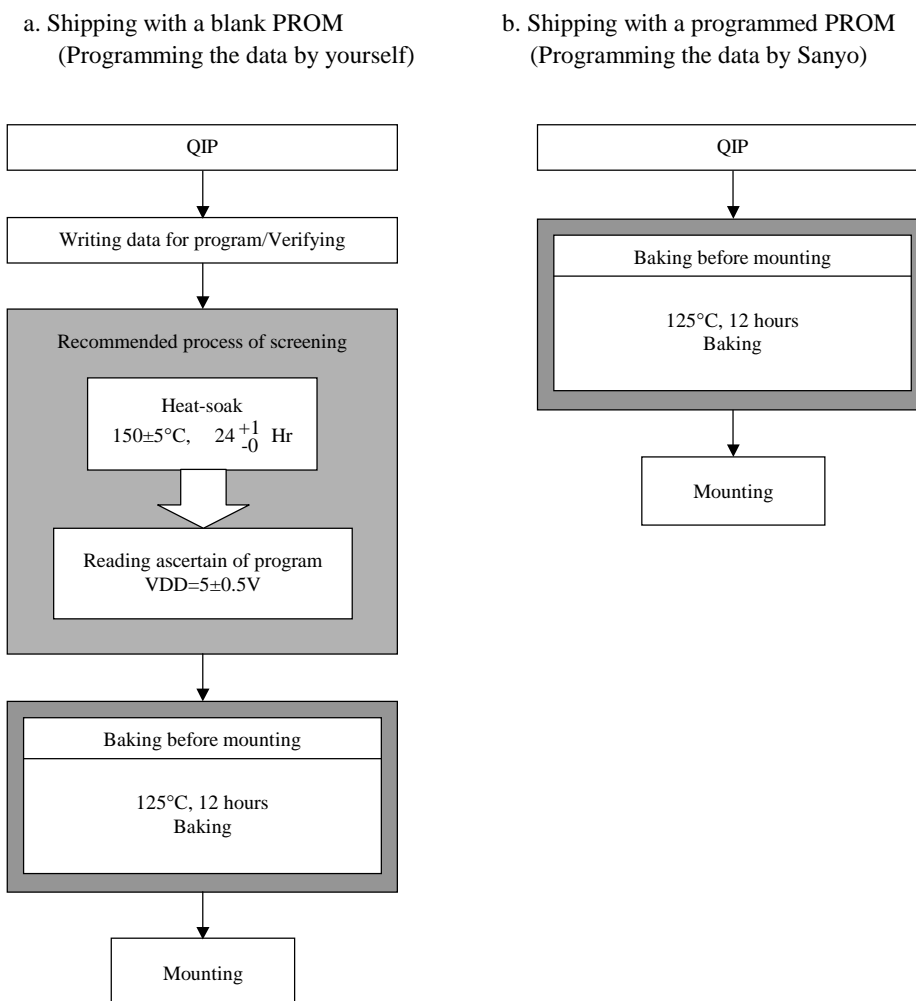 a. Shipping with a blank PROM
(Programming the data by yourself)
QIP
Writing data for program/Verifying
Recommended process of screening
Heat-soak
150±5°C, 24 +1 -0 Hr
Reading ascertain of program
VDD=5±0.5V
Baking before mounting
125°C, 12 hours
Baking
Mounting
b. Shipping with a programmed PROM
(Programming the data by Sanyo)
QIP
Baking before mounting
125°C, 12 hours
Baking
Mounting